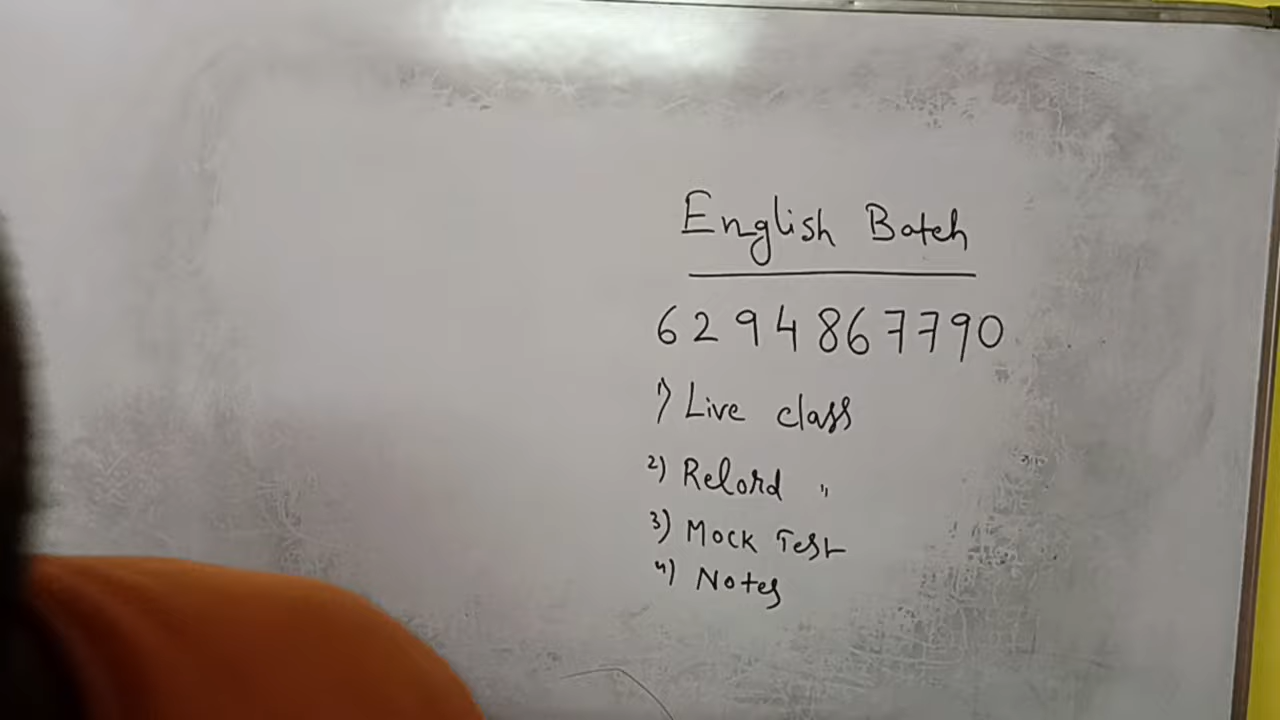 English Batch
6294867790
1) Live class
2) Relord "
3) Mock Test
4) Notes